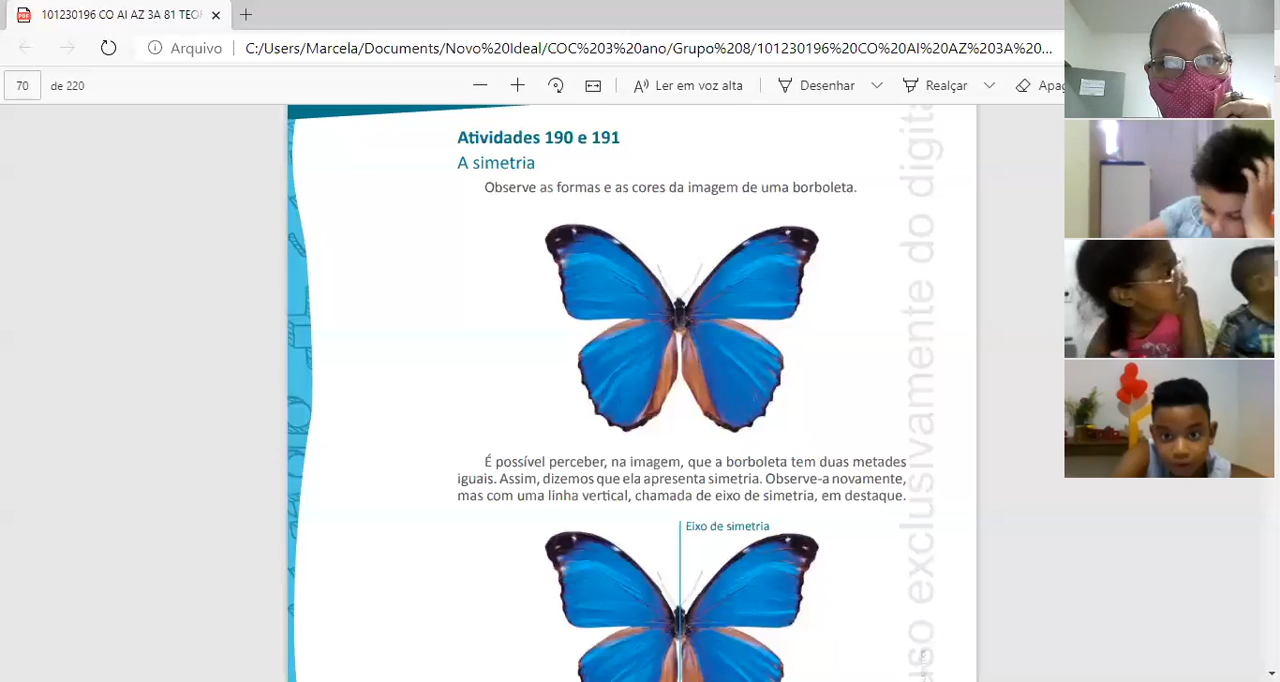 101230196 CO AI AZ 3A 81 TEO
Arquivo
C:/Users/Marcela/Documents/Novo%20Ideal/COC%203%20ano/Grupo%208/101230196%20CO%20AI%20AZ%203A%20...
70 de 220
Ler em voz alta
Desenhar
Realçar
Apag
Atividades 190 e 191
A simetria
Observe as formas e as cores da imagem de uma borboleta.
É possível perceber, na imagem, que a borboleta tem duas metades
iguais. Assim, dizemos que ela apresenta simetria. Observe-a novamente,
mas com uma linha vertical, chamada de eixo de simetria, em destaque.
Eixo de simetria
uso exclusivamente do digita